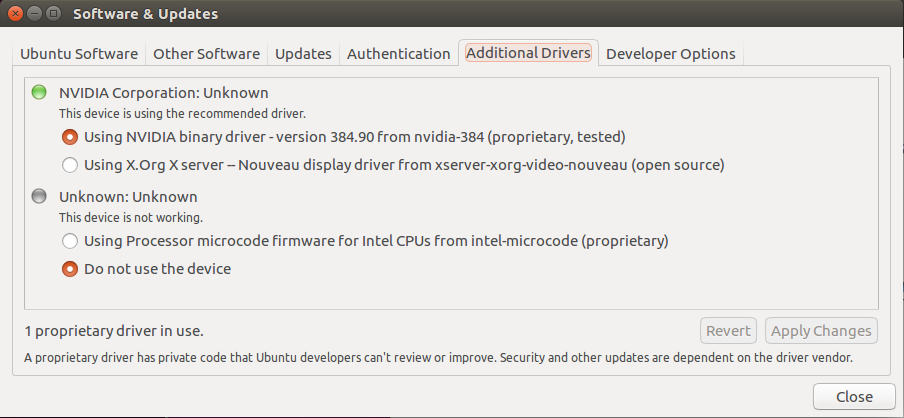 Software & Updates
Ubuntu Software Other Software Updates Authentication Additional Drivers Developer Options
NVIDIA Corporation: Unknown
This device is using the recommended driver.
Using NVIDIA binary driver - version 384.90 from nvidia-384 (proprietary, tested)
Using X.Org X server -- Nouveau display driver from xserver-xorg-video-nouveau (open source)
Unknown: Unknown
This device is not working.
Using Processor microcode firmware for Intel CPUs from intel-microcode (proprietary)
Do not use the device
1 proprietary driver in use. Revert Apply Changes
A proprietary driver has private code that Ubuntu developers can't review or improve. Security and other updates are dependent on the driver vendor.
Close